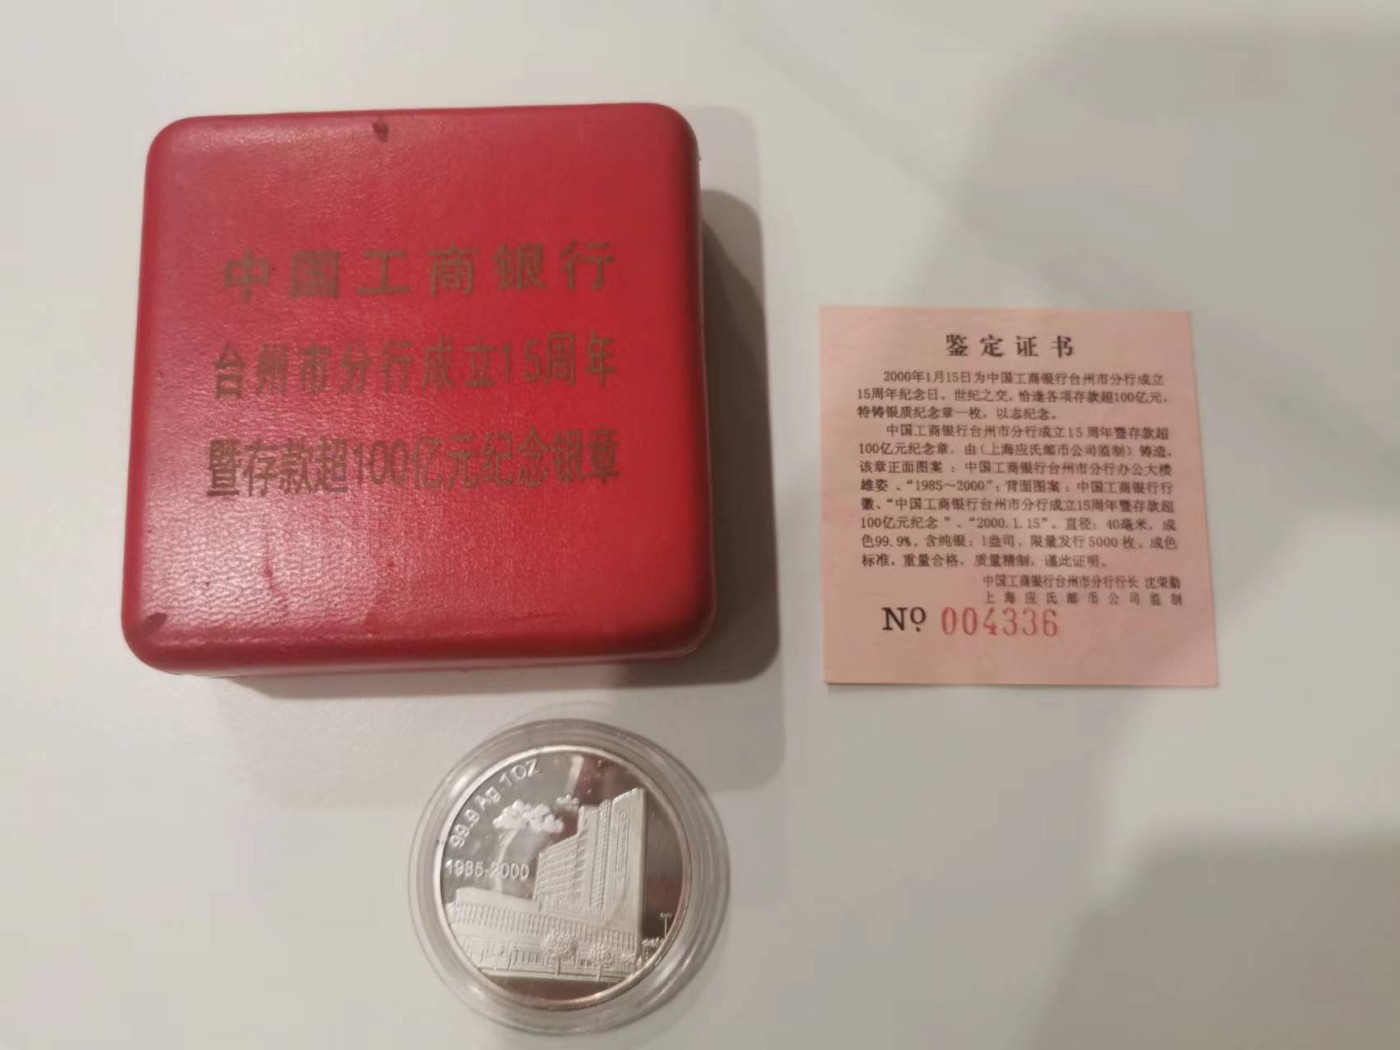 中国工商银行
台州市分行成立15周年
暨存款超100亿元纪念银章
鉴定证书
2000年1月15日为中国工商银行台州市分行成立
15周年纪念日。世纪之交，恰逢各项存款超100亿元，
特铸银质纪念章一枚，以志纪念。
中国工商银行台州市分行成立15周年暨存款超
100亿元纪念章，由（上海应氏邮币公司监制）铸造，
该章正面图案：中国工商银行台州市分行办公大楼
雄姿、“1985～2000”；背面图案：中国工商银行行
徽、“中国工商银行台州市分行成立15周年暨存款超
100亿元纪念”、“2000.1.15”。直径：40毫米，成
色99.9%，含纯银：1盎司，限量发行5000枚。成色
标准，重量合格，质量精制，谨此证明。
中国工商银行台州市分行行长 沈荣勤
上海应氏邮币公司监制
Nº 004336
99.9 Ag 1OZ
1985-2000